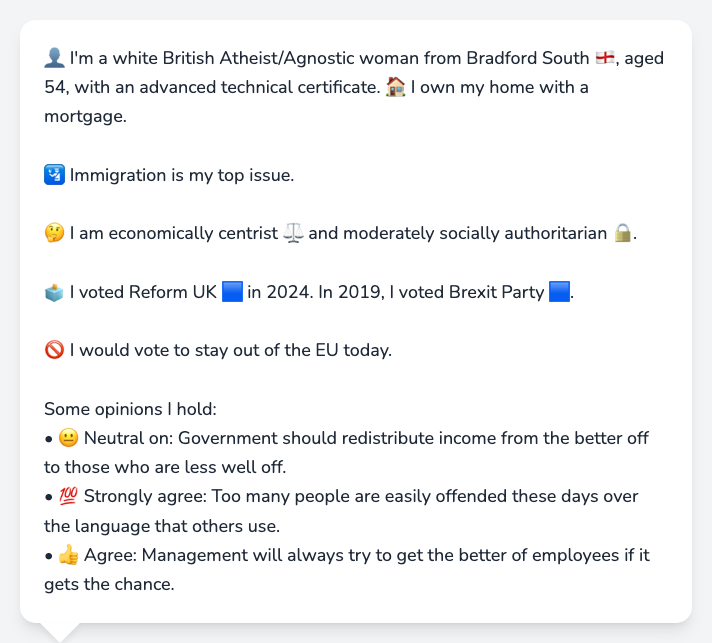 👤 I'm a white British Atheist/Agnostic woman from Bradford South 🏴󠁧󠁢󠁥󠁮󠁧󠁿, aged
54, with an advanced technical certificate. 🏠 I own my home with a
mortgage.
🛂 Immigration is my top issue.
🤔 I am economically centrist ⚖️ and moderately socially authoritarian 🔒.
🗳️ I voted Reform UK 🟦 in 2024. In 2019, I voted Brexit Party 🟦.
🚫 I would vote to stay out of the EU today.
Some opinions I hold:
• 😐 Neutral on: Government should redistribute income from the better off
to those who are less well off.
• 💯 Strongly agree: Too many people are easily offended these days over
the language that others use.
• 👍 Agree: Management will always try to get the better of employees if it
gets the chance.